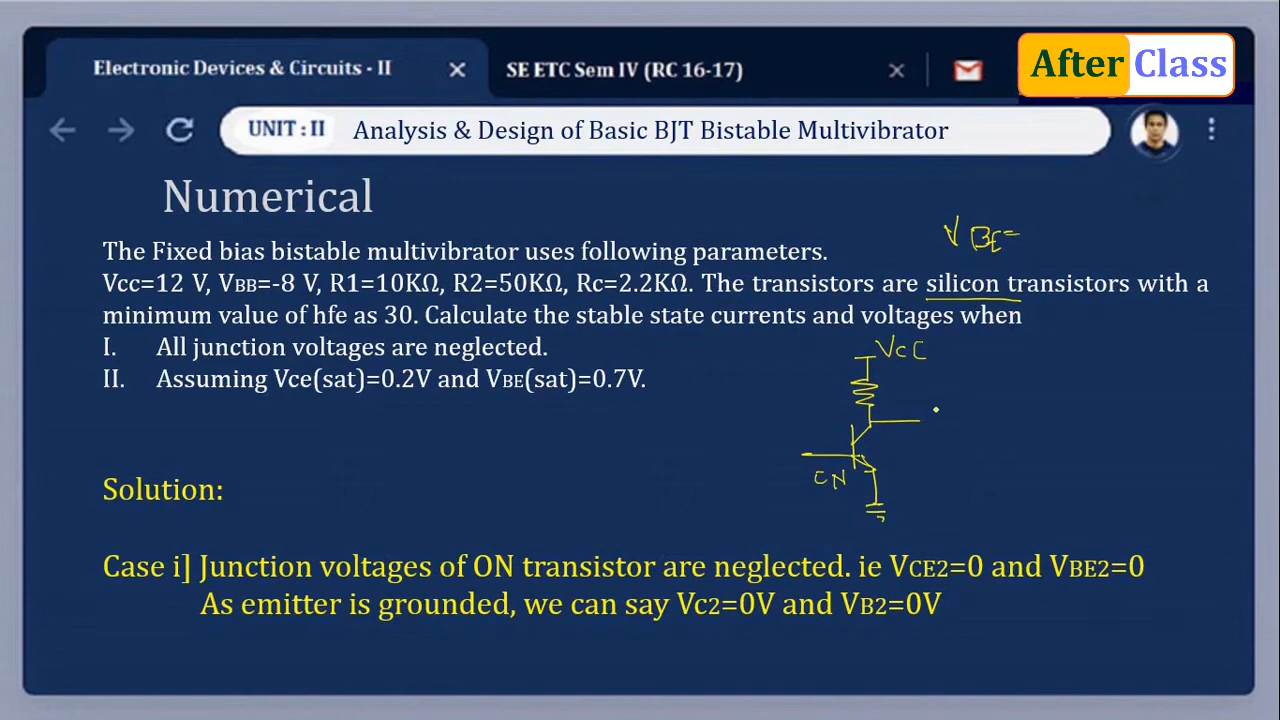 After Class
Electronic Devices & Circuits - II
SE ETC Sem IV (RC 16-17)
UNIT : II
Analysis & Design of Basic BJT Bistable Multivibrator
Numerical
VBE=
The Fixed bias bistable multivibrator uses following parameters.
Vcc=12 V, VBB=-8 V, R1=10KΩ, R2=50KΩ, Rc=2.2KΩ. The transistors are silicon transistors with a
minimum value of hfe as 30. Calculate the stable state currents and voltages when
I. All junction voltages are neglected.
II. Assuming Vce(sat)=0.2V and VBE(sat)=0.7V.
VCC
ON
Solution:
Case i] Junction voltages of ON transistor are neglected. ie VCE2=0 and VBE2=0
As emitter is grounded, we can say VC2=0V and VB2=0V